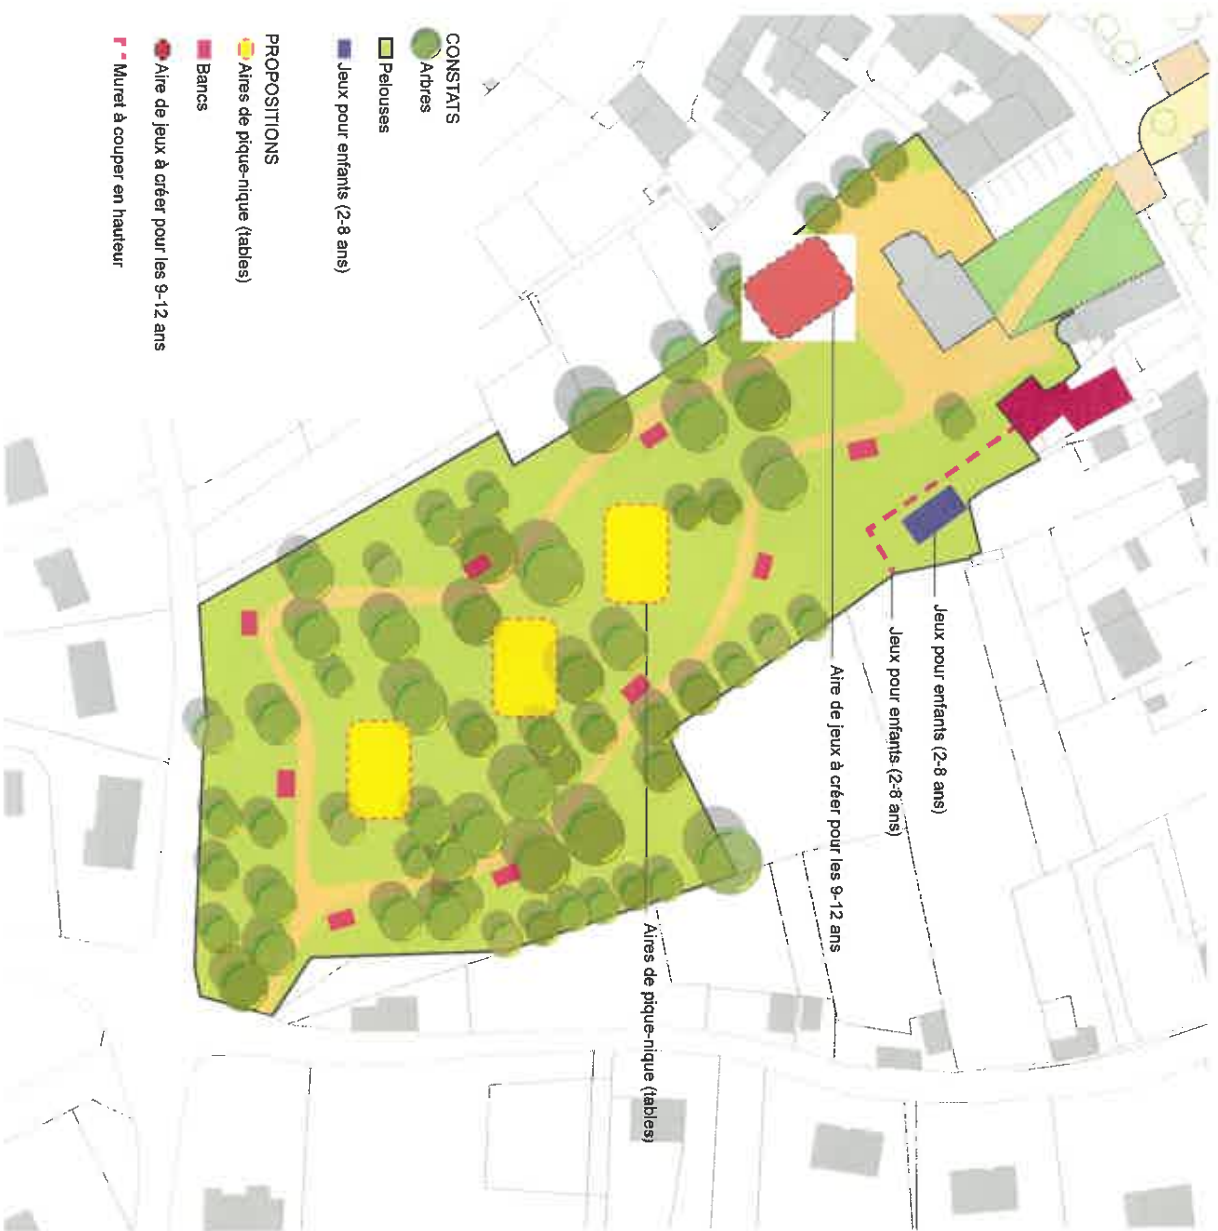 CONSTATS
Arbres
Pelouses
Jeux pour enfants (2-8 ans)
PROPOSITIONS
Aires de pique-nique (tables)
Bancs
Aire de jeux à créer pour les 9-12 ans
Muret à couper en hauteur
Jeux pour enfants (2-8 ans)
Jeux pour enfants (2-8 ans)
Aire de jeux à créer pour les 9-12 ans
Aires de pique-nique (tables)